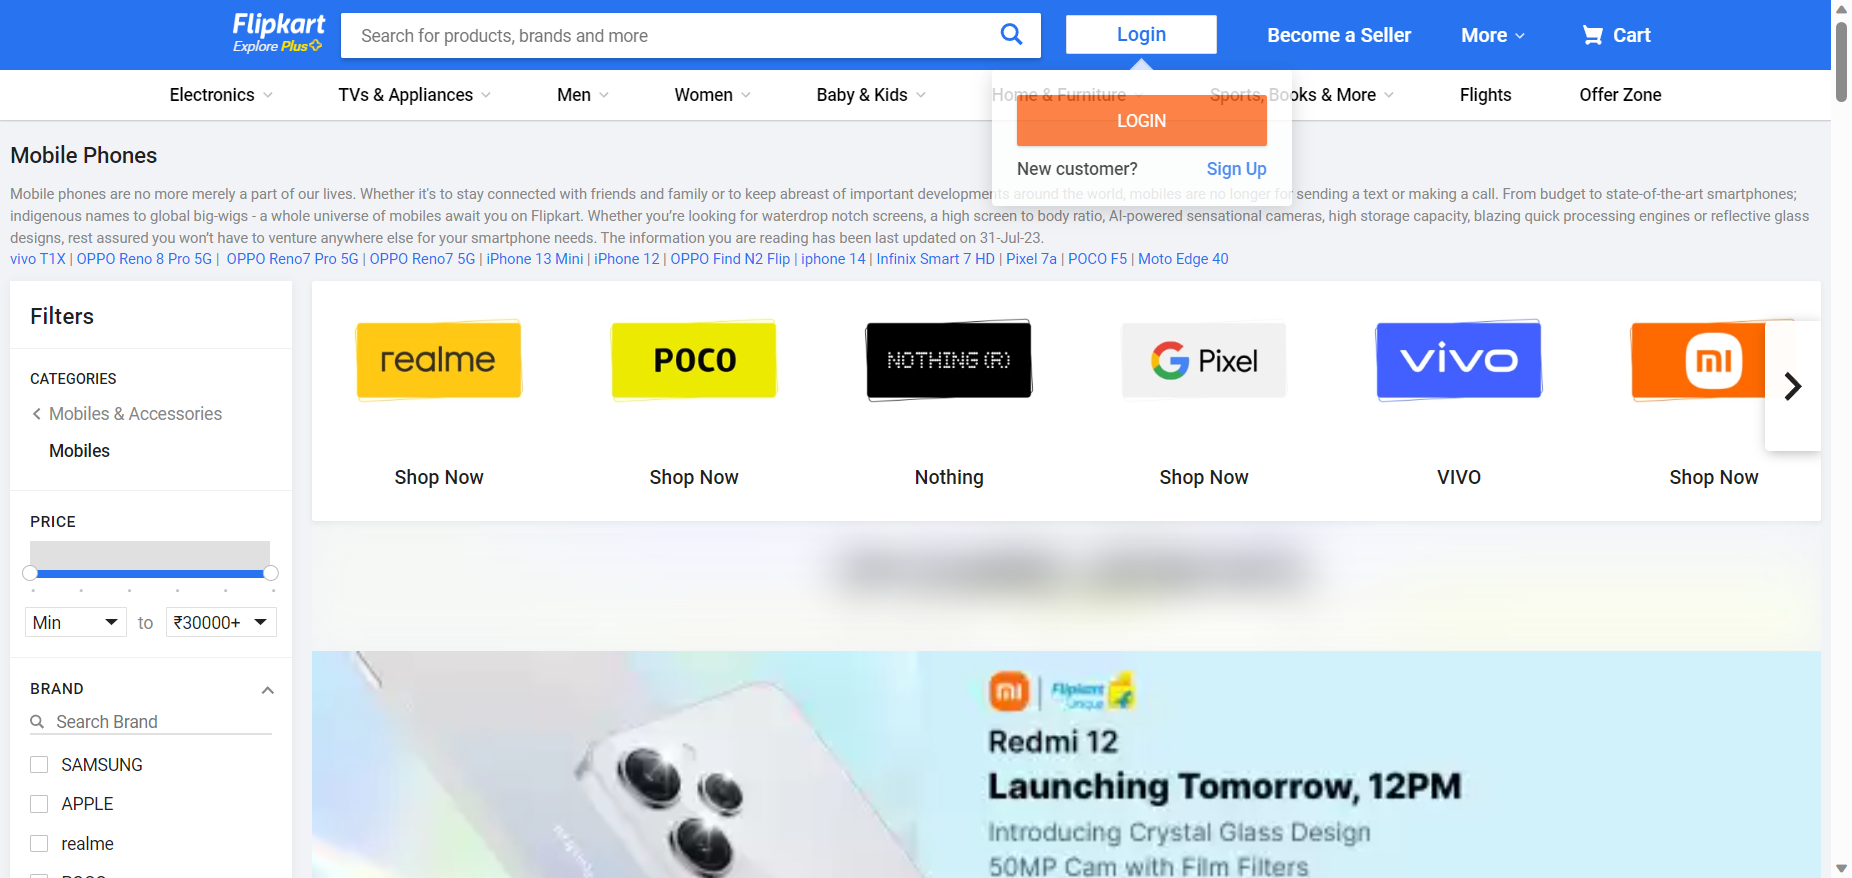 Flipkart
Explore Plus
Search for products, brands and more
Login
Become a Seller
More
Cart
Electronics
TVs & Appliances
Men
Women
Baby & Kids
Home & Furniture
Sports, Books & More
Flights
Offer Zone
LOGIN
New customer?
Sign Up
Mobile Phones
Mobile phones are no more merely a part of our lives. Whether it's to stay connected with friends and family or to keep abreast of important developments around the world, mobiles are no longer for sending a text or making a call. From budget to state-of-the-art smartphones;
indigenous names to global big-wigs - a whole universe of mobiles await you on Flipkart. Whether you’re looking for waterdrop notch screens, a high screen to body ratio, AI-powered sensational cameras, high storage capacity, blazing quick processing engines or reflective glass
designs, rest assured you won’t have to venture anywhere else for your smartphone needs. The information you are reading has been last updated on 31-Jul-23.
vivo T1X | OPPO Reno 8 Pro 5G | OPPO Reno7 Pro 5G | OPPO Reno7 5G | iPhone 13 Mini | iPhone 12 | OPPO Find N2 Flip | iphone 14 | Infinix Smart 7 HD | Pixel 7a | POCO F5 | Moto Edge 40
Filters
CATEGORIES
Mobiles & Accessories
Mobiles
PRICE
Min
to
₹30000+
BRAND
Search Brand
SAMSUNG
APPLE
realme
POCO
realme
POCO
NOTHING (R)
G Pixel
vivo
mi
Shop Now
Shop Now
Nothing
Shop Now
VIVO
Shop Now
mi | Flipkart Unique
Redmi 12
Launching Tomorrow, 12PM
Introducing Crystal Glass Design
50MP Cam with Film Filters